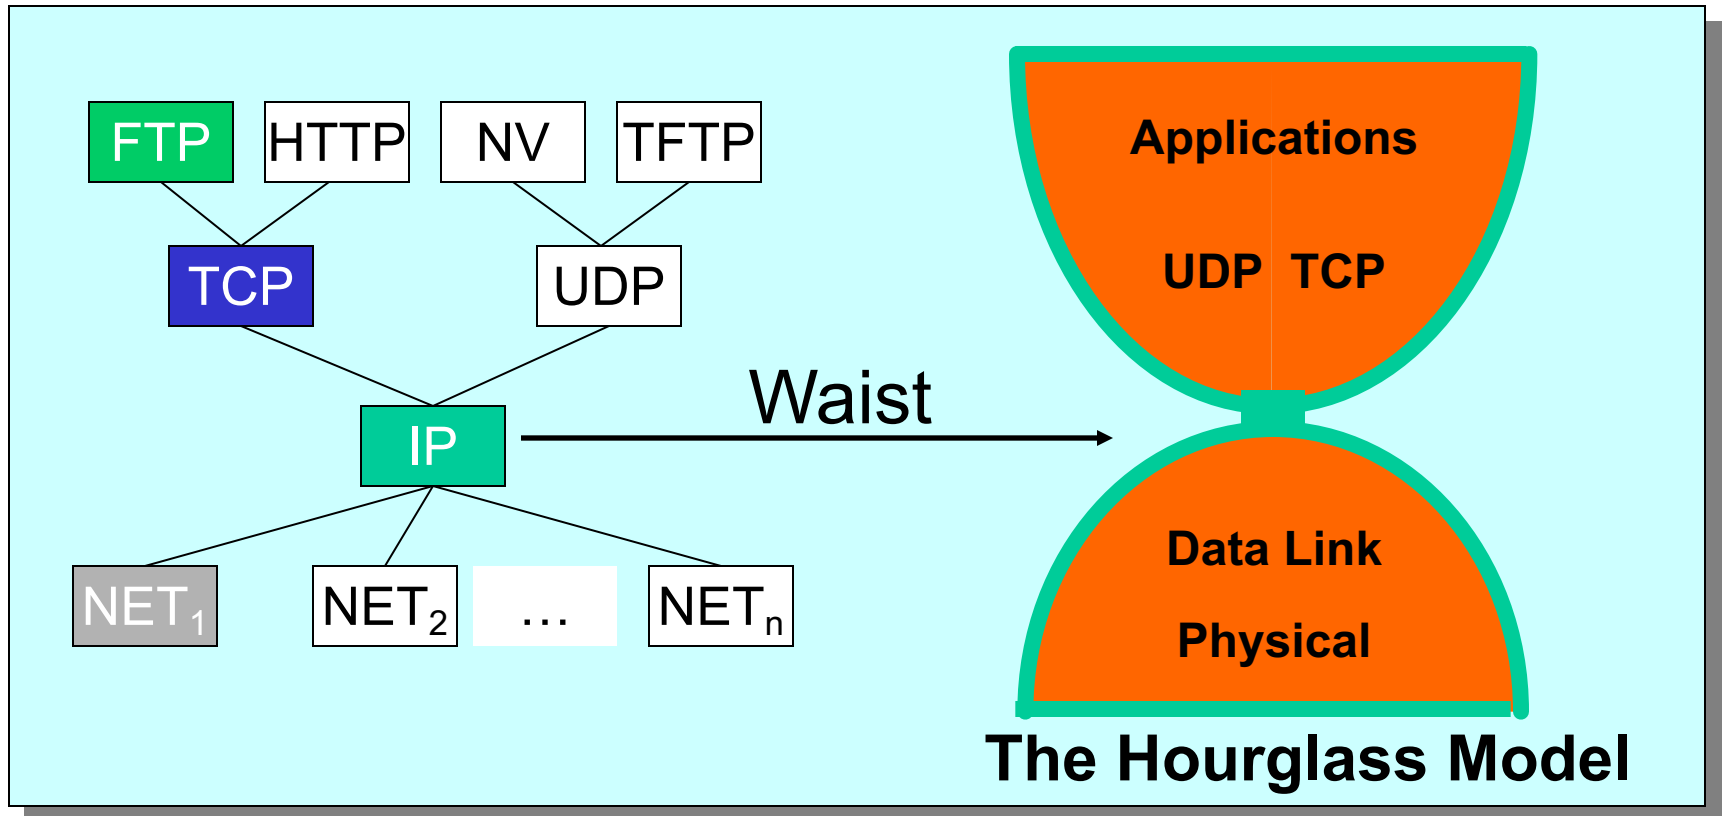 FTP HTTP NV TFTP
TCP UDP
IP
NET1 NET2 … NETn
Waist
Applications
UDP TCP
Data Link
Physical
The Hourglass Model